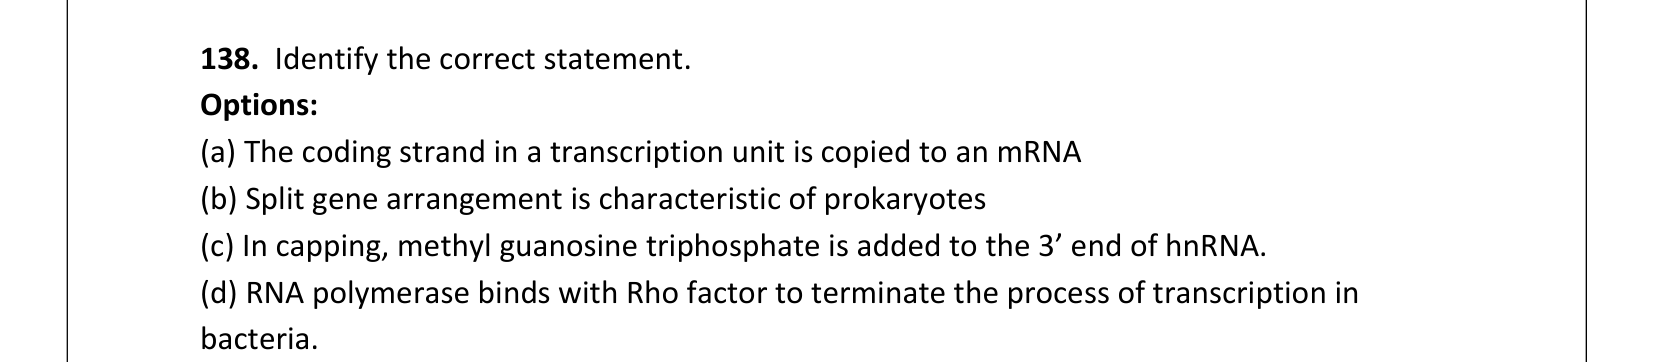 138. Identify the correct statement.
Options:
(a) The coding strand in a transcription unit is copied to an mRNA
(b) Split gene arrangement is characteristic of prokaryotes
(c) In capping, methyl guanosine triphosphate is added to the 3’ end of hnRNA.
(d) RNA polymerase binds with Rho factor to terminate the process of transcription in
bacteria.